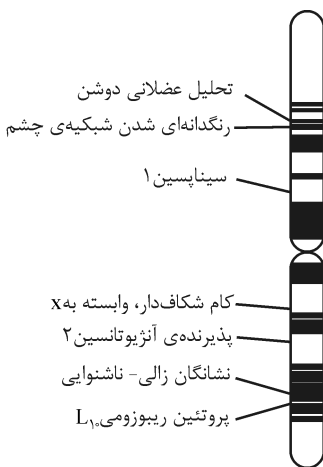 تحلیل عضلانی دوشن
رنگدانه‌ای شدن شبکیه‌ی چشم
سیناپسین۱
کام شکاف‌دار، وابسته به x
پذیرنده‌ی آنژیوتانسین۲
نشانگان زالی- ناشنوایی
پروتئین ریبوزومی L۱۰